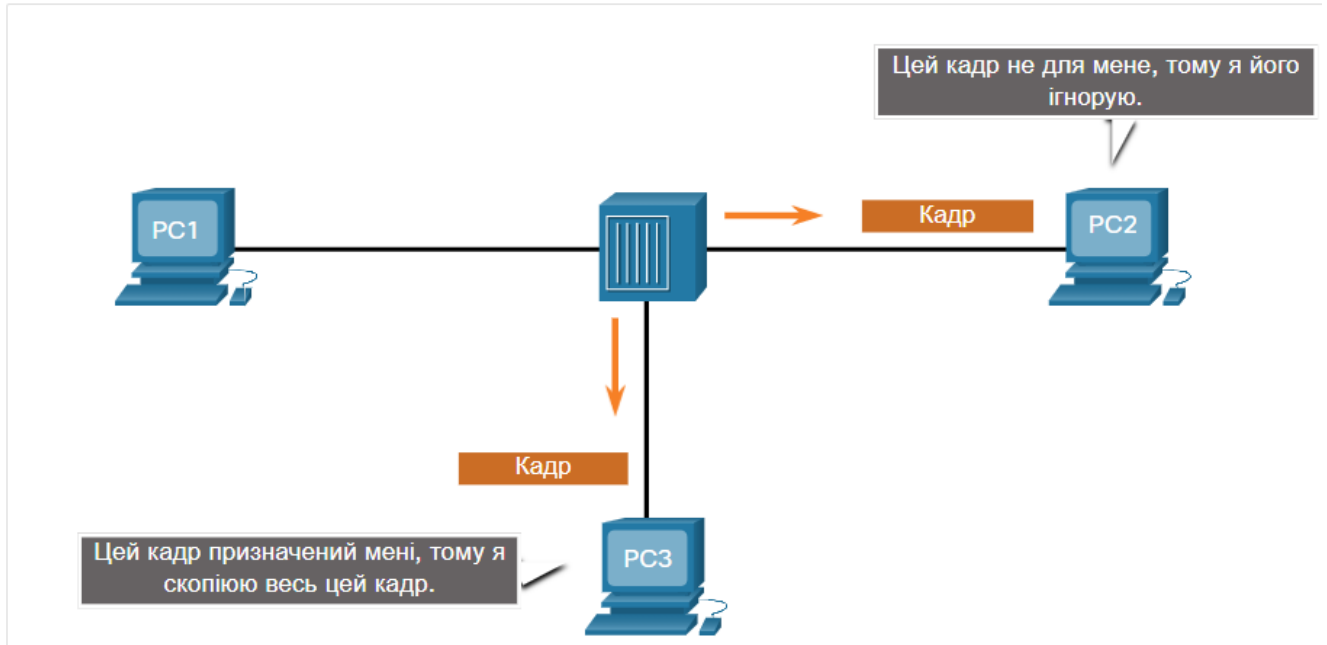 Цей кадр не для мене, тому я його
ігнорую.
PC1
Кадр
PC2
Кадр
Цей кадр призначений мені, тому я
скопіюю весь цей кадр.
PC3